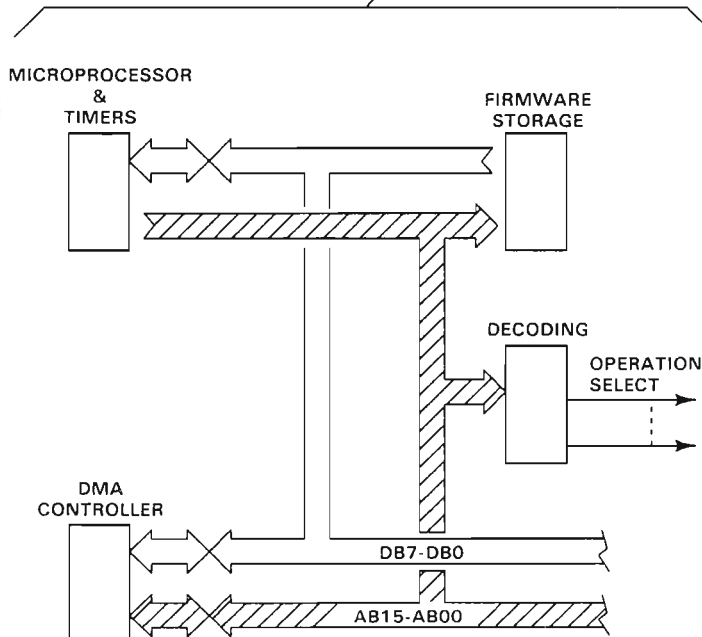 MICROPROCESSOR
&
TIMERS
FIRMWARE
STORAGE
DECODING
OPERATION
SELECT
DMA
CONTROLLER
DB7-DB0
AB15-AB00